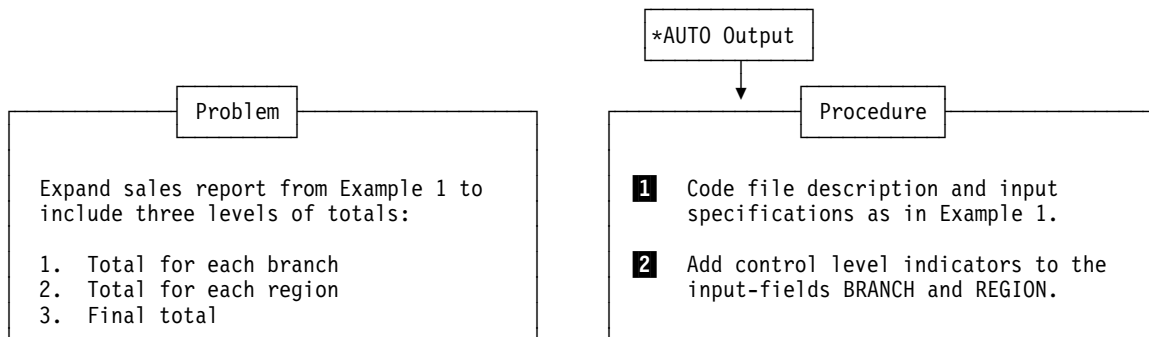 *AUTO Output
Problem
Expand sales report from Example 1 to
include three levels of totals:
1. Total for each branch
2. Total for each region
3. Final total
Procedure
1 Code file description and input
specifications as in Example 1.
2 Add control level indicators to the
input-fields BRANCH and REGION.